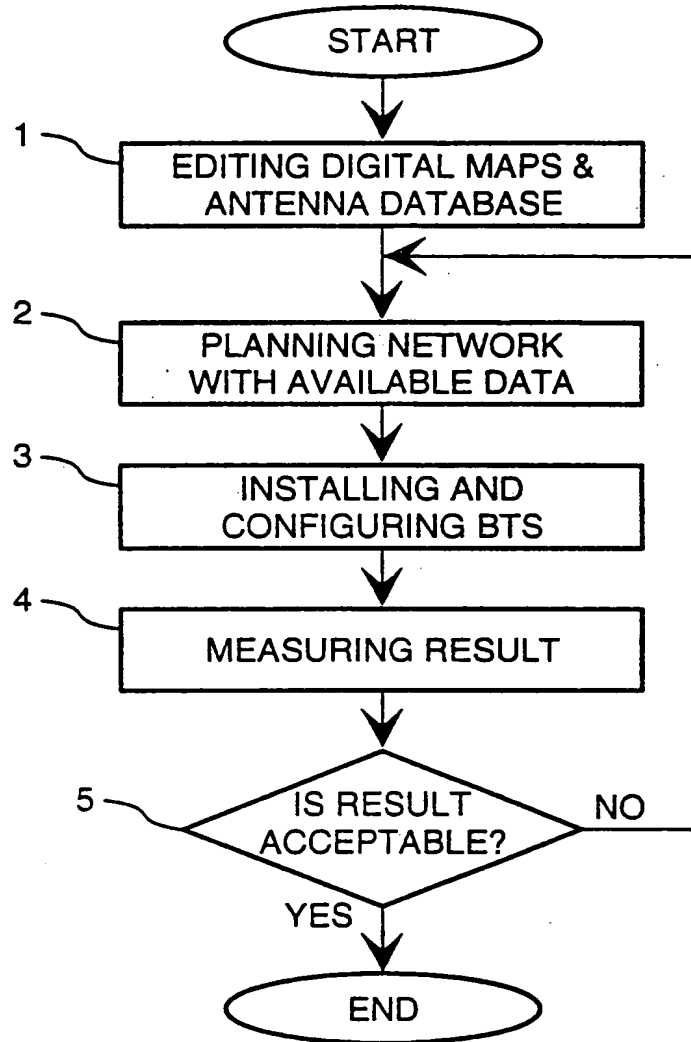 START
1
EDITING DIGITAL MAPS &
ANTENNA DATABASE
2
PLANNING NETWORK
WITH AVAILABLE DATA
3
INSTALLING AND
CONFIGURING BTS
4
MEASURING RESULT
5
IS RESULT
ACCEPTABLE?
NO
YES
END